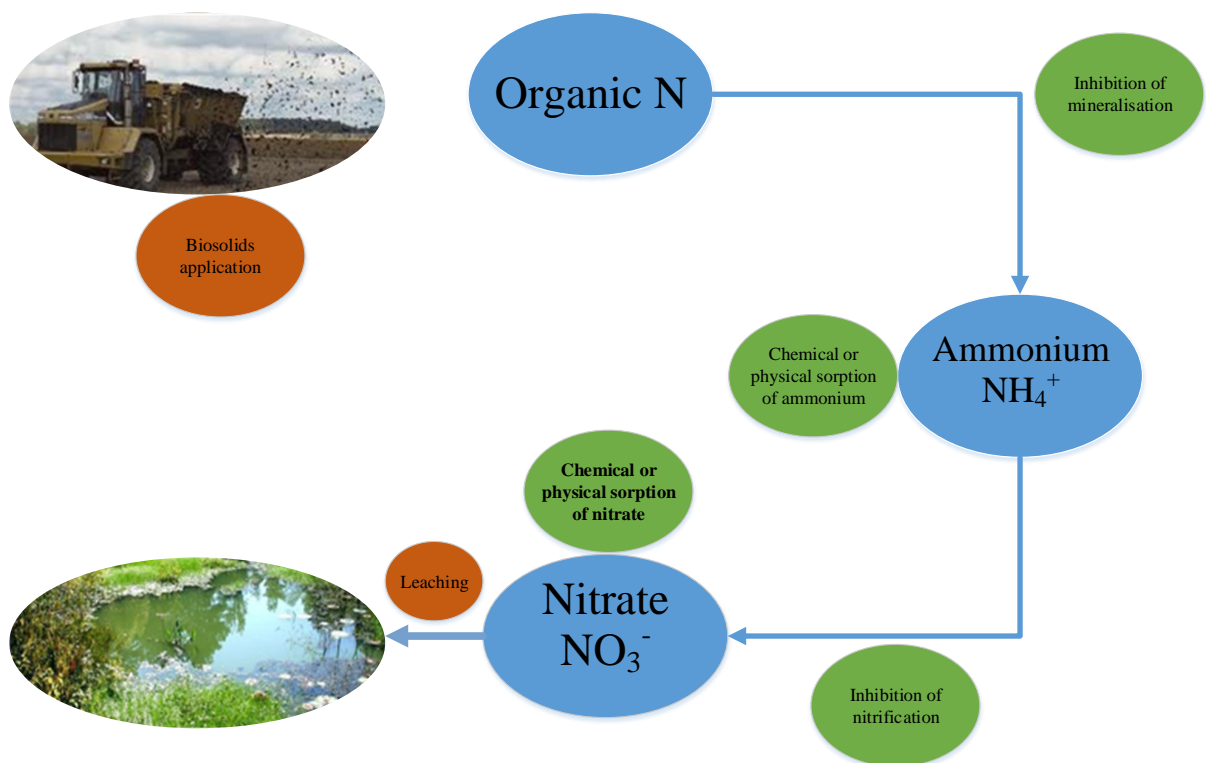 Organic N
Inhibition of
mineralisation
Biosolids
application
Ammonium
NH₄⁺
Chemical or
physical sorption
of ammonium
Chemical or
physical sorption
of nitrate
Leaching
Nitrate
NO₃⁻
Inhibition of
nitrification